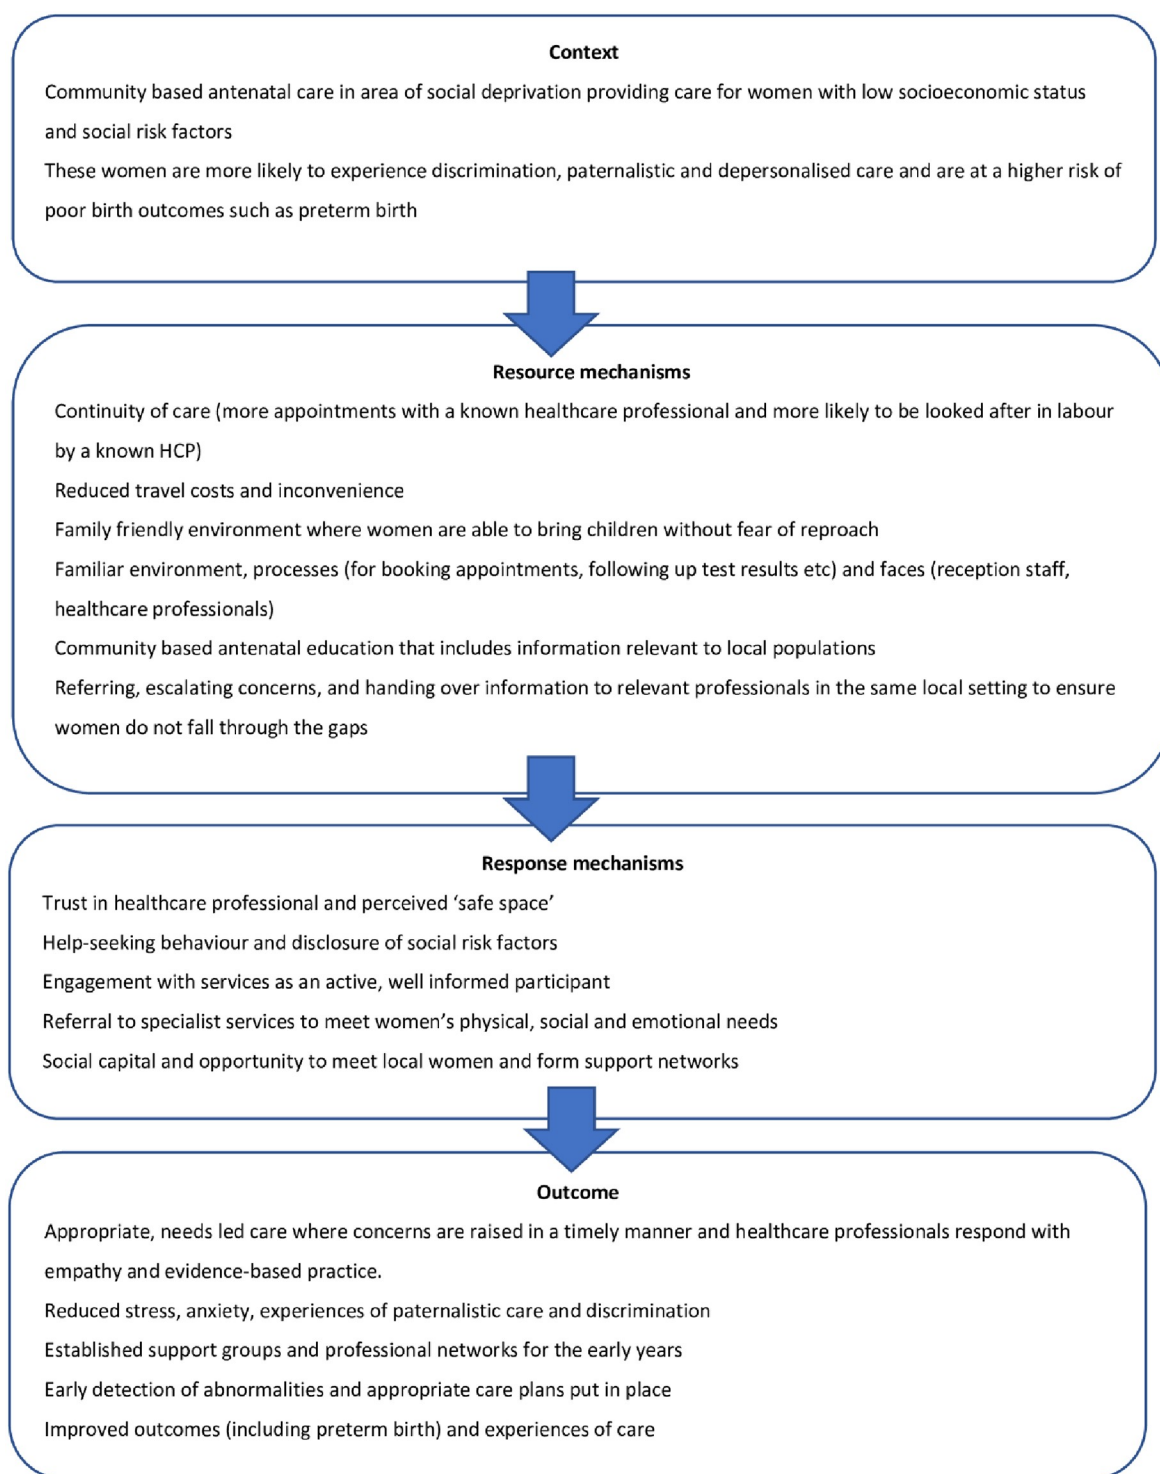 Context
Community based antenatal care in area of social deprivation providing care for women with low socioeconomic status
and social risk factors
These women are more likely to experience discrimination, paternalistic and depersonalised care and are at a higher risk of
poor birth outcomes such as preterm birth
Resource mechanisms
Continuity of care (more appointments with a known healthcare professional and more likely to be looked after in labour
by a known HCP)
Reduced travel costs and inconvenience
Family friendly environment where women are able to bring children without fear of reproach
Familiar environment, processes (for booking appointments, following up test results etc) and faces (reception staff,
healthcare professionals)
Community based antenatal education that includes information relevant to local populations
Referring, escalating concerns, and handing over information to relevant professionals in the same local setting to ensure
women do not fall through the gaps
Response mechanisms
Trust in healthcare professional and perceived ‘safe space’
Help-seeking behaviour and disclosure of social risk factors
Engagement with services as an active, well informed participant
Referral to specialist services to meet women’s physical, social and emotional needs
Social capital and opportunity to meet local women and form support networks
Outcome
Appropriate, needs led care where concerns are raised in a timely manner and healthcare professionals respond with
empathy and evidence-based practice.
Reduced stress, anxiety, experiences of paternalistic care and discrimination
Established support groups and professional networks for the early years
Early detection of abnormalities and appropriate care plans put in place
Improved outcomes (including preterm birth) and experiences of care